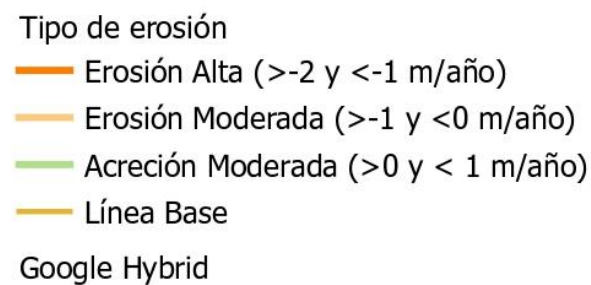 Tipo de erosión
Erosión Alta (>-2 y <-1 m/año)
Erosión Moderada (>-1 y <0 m/año)
Acreción Moderada (>0 y < 1 m/año)
Línea Base
Google Hybrid